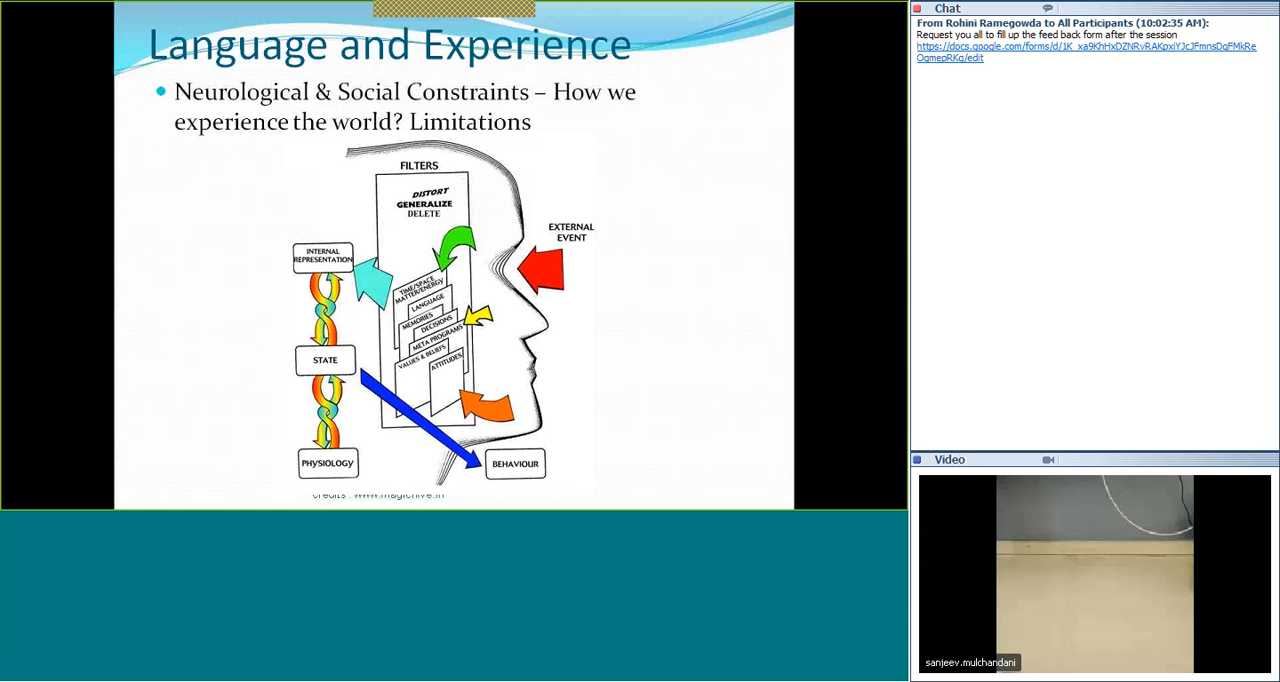 Language and Experience
Neurological & Social Constraints – How we
experience the world? Limitations
FILTERS
DISTORT
GENERALIZE
DELETE
EXTERNAL
EVENT
INTERNAL
REPRESENTATION
TIME/SPACE
MATTER/ENERGY
LANGUAGE
MEMORIES
DECISIONS
META PROGRAMS
VALUES & BELIEFS
ATTITUDES
STATE
PHYSIOLOGY
BEHAVIOUR
Chat
From Rohini Ramegowda to All Participants (10:02:35 AM):
Request you all to fill up the feed back form after the session
Video
sanjeev.mulchandani